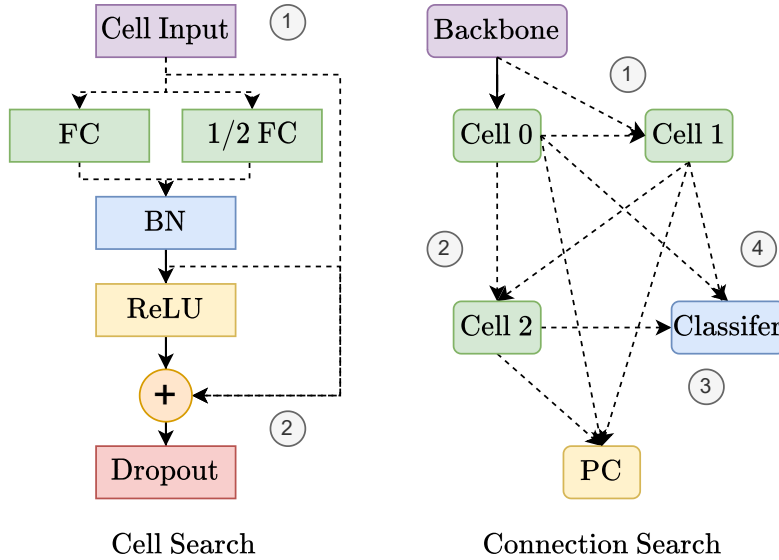 Cell Input
1
FC
1/2 FC
BN
ReLU
+
2
Dropout
Cell Search
Backbone
1
Cell 0
Cell 1
2
4
Cell 2
Classifer
3
PC
Connection Search